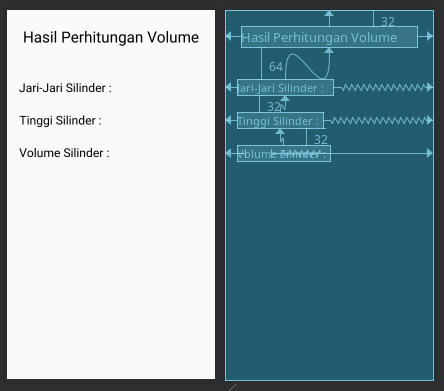 Hasil Perhitungan Volume
Jari-Jari Silinder :
Tinggi Silinder :
Volume Silinder :
32
Hasil Perhitungan Volume
64
Jari-Jari Silinder :
32
Tinggi Silinder :
32
Volume Silinder :